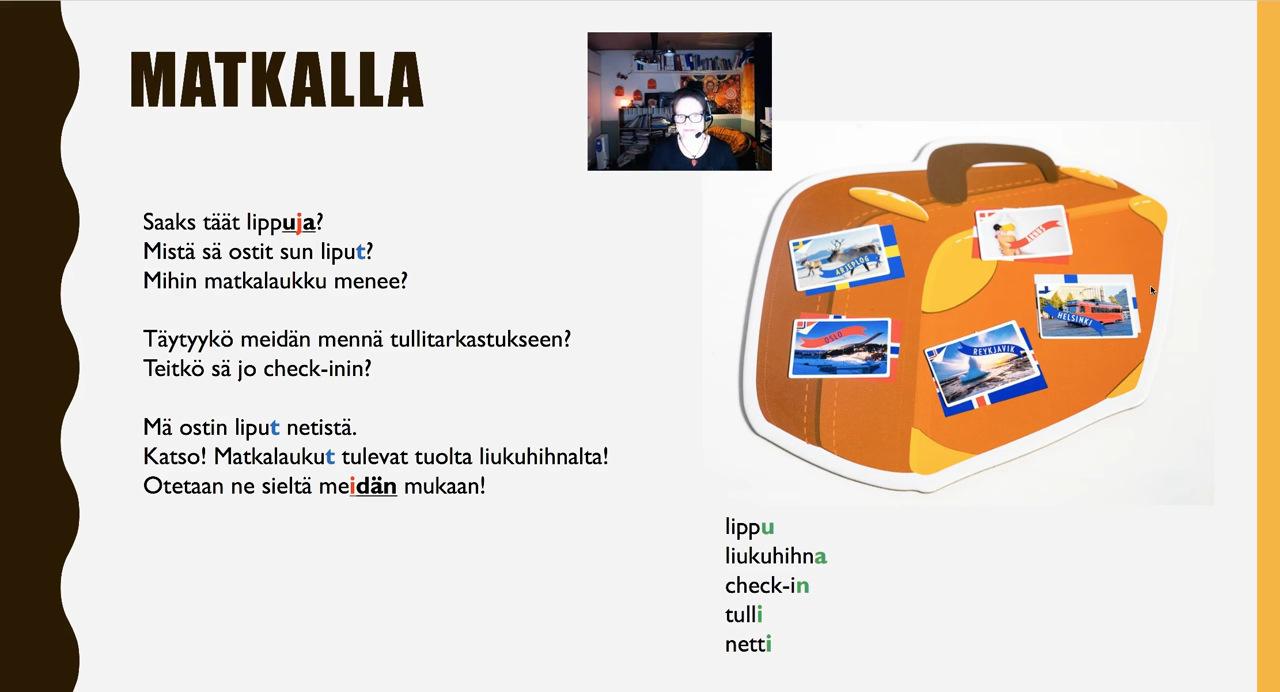 MATKALLA
Saaks täät lippuja?
Mistä sä ostit sun liput?
Mihin matkalaukku menee?
Täytyykö meidän mennä tullitarkastukseen?
Teitkö sä jo check-inin?
Mä ostin liput netistä.
Katso! Matkalaukut tulevat tuolta liukuhihnalta!
Otetaan ne sieltä meidän mukaan!
ARJEPLOG
OSLO
HELSINKI
REYKJAVIK
lippu
liukuhihna
check-in
tulli
netti